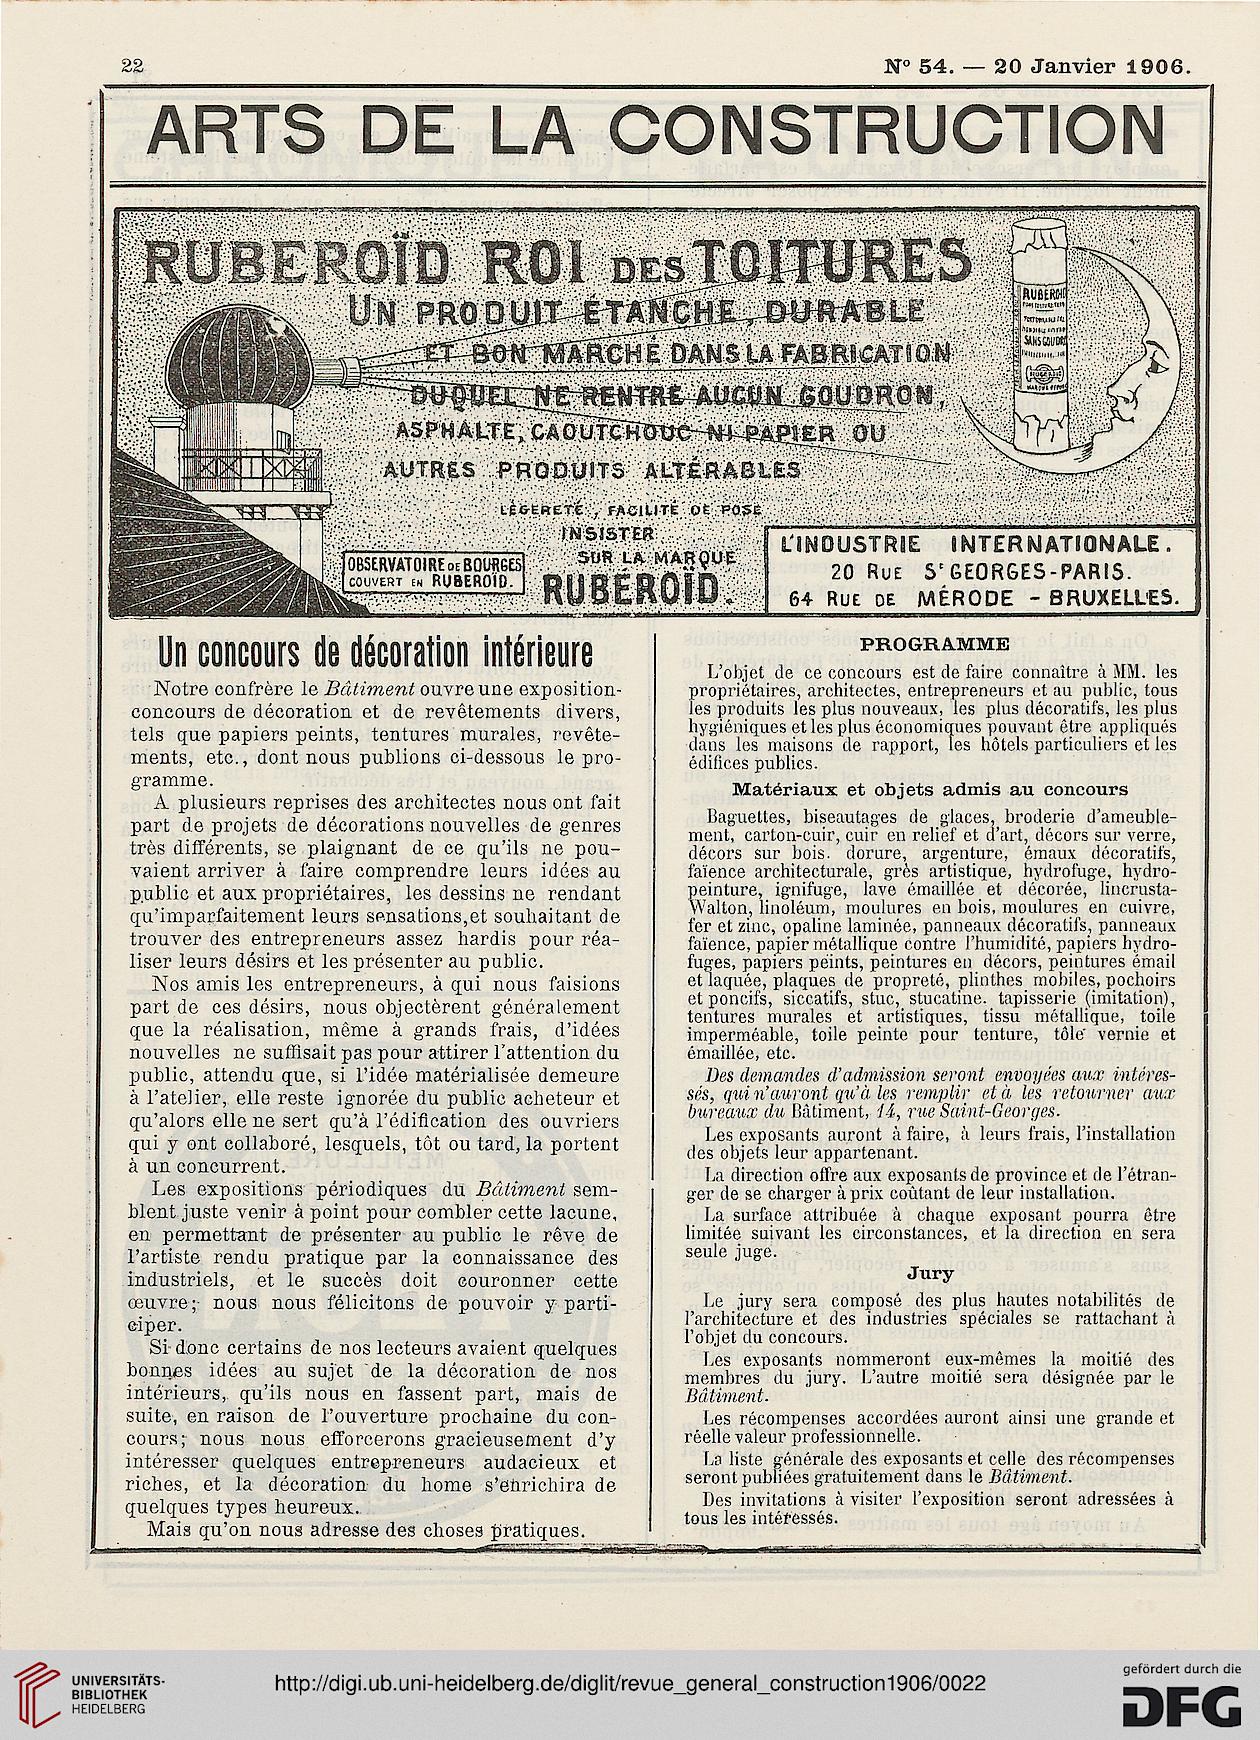 22
N° 54. — 20 Janvier 1906.
ARTS DE LA CONSTRUCTION
RUBEROÏD ROI DES TOITURES
UN PRODUIT ETANCHE, DURABLE
ET BON MARCHÉ DANS LA FABRICATION
DUQUEL NE RENTRE AUCUN GOUDRON,
ASPHALTE, CAOUTCHOUC NI PAPIER OU
AUTRES PRODUITS ALTÉRABLES
LÉGERETÉ, FACILITÉ DE POSE
INSISTER
SUR LA MARQUE
RUBEROÏD.
RUBEROID
SANS GOUDRON
OBSERVATOIRE DE BOURGES
COUVERT EN RUBEROÏD.
L'INDUSTRIE INTERNATIONALE.
20 RUE St GEORGES-PARIS.
64 RUE DE MÉRODE - BRUXELLES.
Un concours de décoration intérieure
Notre confrère le Bâtiment ouvre une exposition-
concours de décoration et de revêtements divers,
tels que papiers peints, tentures murales, revête-
ments, etc., dont nous publions ci-dessous le pro-
gramme.
A plusieurs reprises des architectes nous ont fait
part de projets de décorations nouvelles de genres
très différents, se plaignant de ce qu'ils ne pou-
vaient arriver à faire comprendre leurs idées au
public et aux propriétaires, les dessins ne rendant
qu'imparfaitement leurs sensations, et souhaitant de
trouver des entrepreneurs assez hardis pour réa-
liser leurs désirs et les présenter au public.
Nos amis les entrepreneurs, à qui nous faisions
part de ces désirs, nous objectèrent généralement
que la réalisation, même à grands frais, d'idées
nouvelles ne suffisait pas pour attirer l'attention du
public, attendu que, si l'idée matérialisée demeure
à l'atelier, elle reste ignorée du public acheteur et
qu'alors elle ne sert qu'à l'édification des ouvriers
qui y ont collaboré, lesquels, tôt ou tard, la portent
à un concurrent.
Les expositions périodiques du Bâtiment sem-
blent juste venir à point pour combler cette lacune,
en permettant de présenter au public le rêve de
l'artiste rendu pratique par la connaissance des
industriels, et le succès doit couronner cette
œuvre; nous nous félicitons de pouvoir y parti-
ciper.
Si donc certains de nos lecteurs avaient quelques
bonnes idées au sujet de la décoration de nos
intérieurs, qu'ils nous en fassent part, mais de
suite, en raison de l'ouverture prochaine du con-
cours; nous nous efforcerons gracieusement d'y
intéresser quelques entrepreneurs audacieux et
riches, et la décoration du home s'enrichira de
quelques types heureux.
Mais qu'on nous adresse des choses pratiques.
PROGRAMME
L'objet de ce concours est de faire connaître à MM. les
propriétaires, architectes, entrepreneurs et au public, tous
les produits les plus nouveaux, les plus décoratifs, les plus
hygiéniques et les plus économiques pouvant être appliqués
dans les maisons de rapport, les hôtels particuliers et les
édifices publics.
Matériaux et objets admis au concours
Baguettes, biseautages de glaces, broderie d'ameuble-
ment, carton-cuir, cuir en relief et d'art, décors sur verre,
décors sur bois. dorure, argenture, émaux décoratifs,
faïence architecturale, grès artistique, hydrofuge, hydro-
peinture, ignifuge, lave émaillée et décorée, lincrusta-
Walton, linoléum, moulures en bois, moulures en cuivre,
fer et zinc, opaline laminée, panneaux décoratifs, panneaux
faïence, papier métallique contre l'humidité, papiers hydro-
fuges, papiers peints, peintures en décors, peintures émail
et laquée, plaques de propreté, plinthes mobiles, pochoirs
et poncifs, siccatifs, stuc, stucatine. tapisserie (imitation),
tentures murales et artistiques, tissu métallique, toile
imperméable, toile peinte pour tenture, tôle vernie et
émaillée, etc.
Des demandes d'admission seront envoyées aux intéres-
sés, qui n'auront qu'à les remplir et à les retourner aux
bureaux du Bâtiment, 14, rue Saint-Georges.
Les exposants auront à faire, à leurs frais, l'installation
des objets leur appartenant.
La direction offre aux exposants de province et de l'étran-
ger de se charger à prix coûtant de leur installation.
La surface attribuée à chaque exposant pourra être
limitée suivant les circonstances, et la direction en sera
seule juge.
Jury
Le jury sera composé des plus hautes notabilités de
l'architecture et des industries spéciales se rattachant à
l'objet du concours.
Les exposants nommeront eux-mêmes la moitié des
membres du jury. L'autre moitié sera désignée par le
Bâtiment.
Les récompenses accordées auront ainsi une grande et
réelle valeur professionnelle.
La liste générale des exposants et celle des récompenses
seront publiées gratuitement dans le Bâtiment.
Des invitations à visiter l'exposition seront adressées à
tous les intéressés.
UNIVERSITÄTS-
BIBLIOTHEK
HEIDELBERG
http://digi.ub.uni-heidelberg.de/diglit/revue_general_construction1906/0022
gefördert durch die
DFG